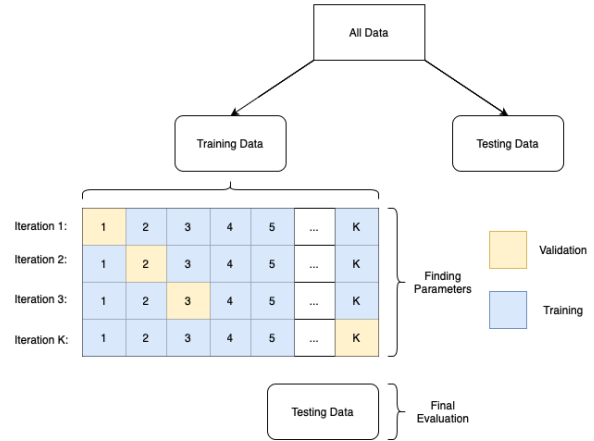 All Data
Training Data
Testing Data
Iteration 1: 1 2 3 4 5 ... K
Iteration 2: 1 2 3 4 5 ... K
Iteration 3: 1 2 3 4 5 ... K
Iteration K: 1 2 3 4 5 ... K
Finding
Parameters
Validation
Training
Testing Data
Final
Evaluation